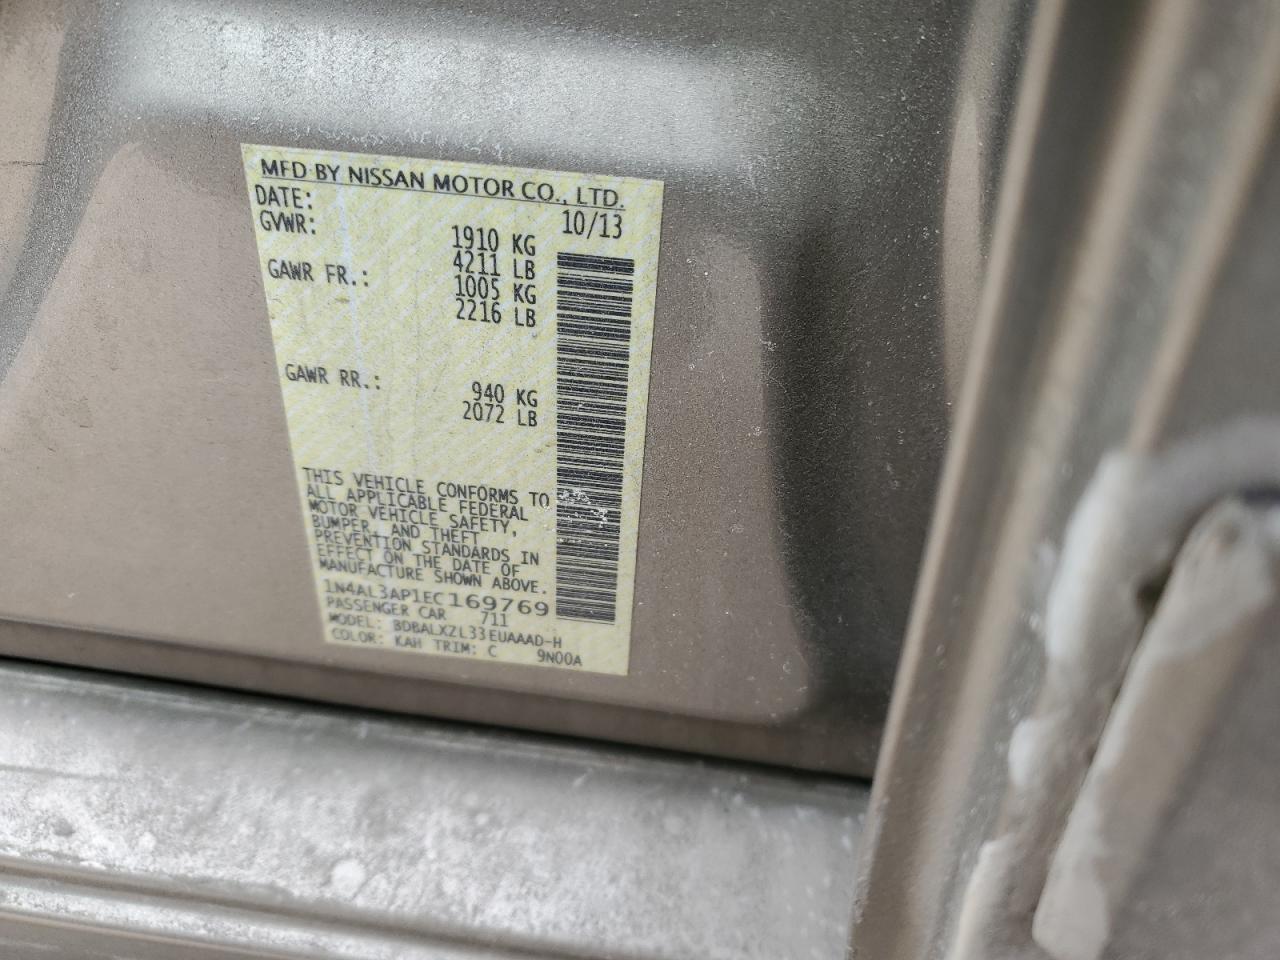 MFD BY NISSAN MOTOR CO., LTD.
DATE: 10/13
GVWR: 1910 KG
4211 LB
GAWR FR.: 1005 KG
2216 LB
GAWR RR.: 940 KG
2072 LB
THIS VEHICLE CONFORMS TO
ALL APPLICABLE FEDERAL
MOTOR VEHICLE SAFETY,
BUMPER, AND THEFT
PREVENTION STANDARDS IN
EFFECT ON THE DATE OF
MANUFACTURE SHOWN ABOVE.
1N4AL3AP1EC169769
PASSENGER CAR 711
MODEL: BDBALXZL33EUAAAD-H
COLOR: KAH TRIM: C 9N00A